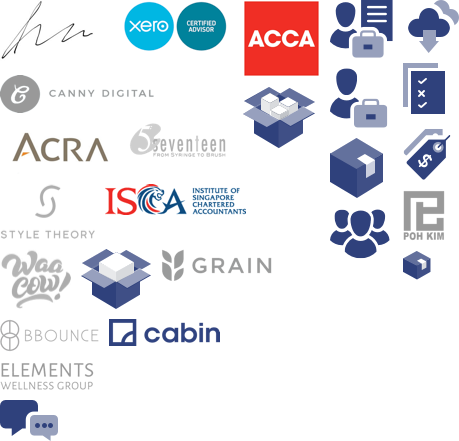 xero
CERTIFIED
ADVISOR
ACCA
CANNY DIGITAL
ACRA
5seventeen
FROM SYRINGE TO BRUSH
ISCA
INSTITUTE OF
SINGAPORE
CHARTERED
ACCOUNTANTS
STYLE THEORY
POH KIM
Waa
cow!
GRAIN
BBOUNCE
cabin
ELEMENTS
WELLNESS GROUP